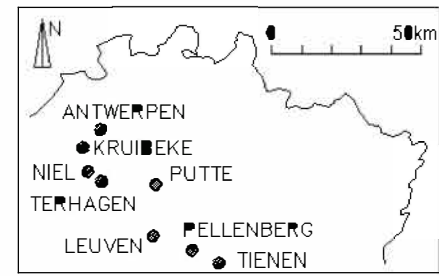 N
0 50km
ANTWERPEN
KRUIBEKE
NIEL
PUTTE
TERHAGEN
PELLENBERG
LEUVEN
TIENEN